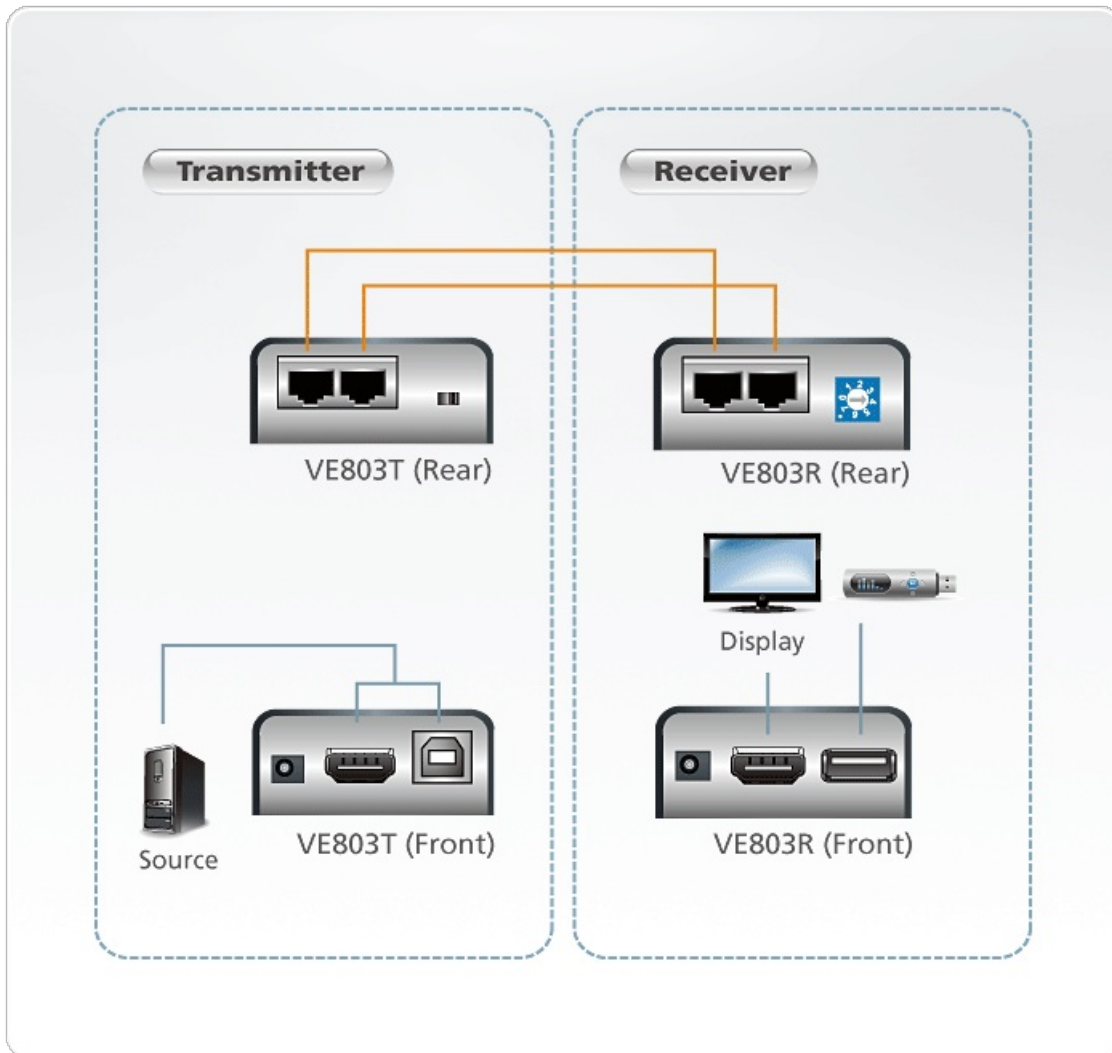 Transmitter
Receiver
VE803T (Rear)
VE803R (Rear)
Display
Source
VE803T (Front)
VE803R (Front)